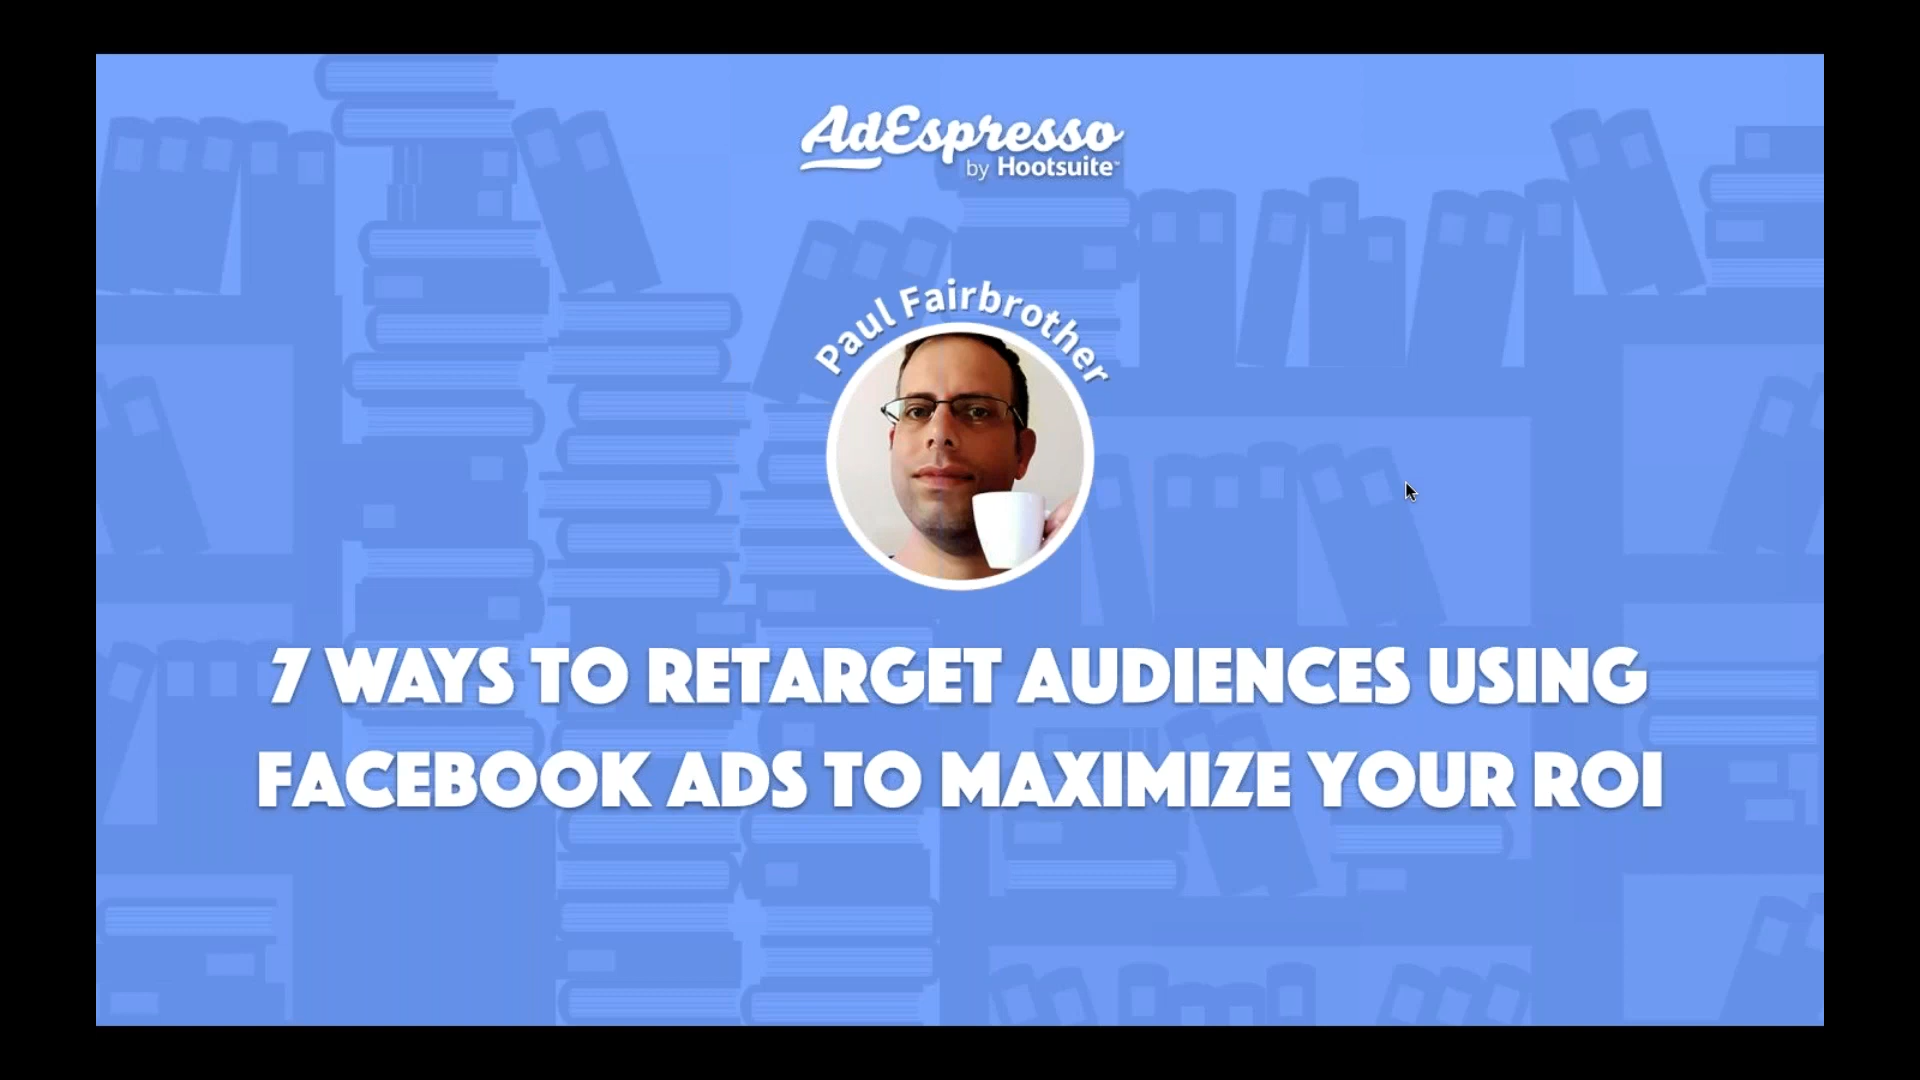 AdEspresso
by Hootsuite™
Paul Fairbrother
7 WAYS TO RETARGET AUDIENCES USING
FACEBOOK ADS TO MAXIMIZE YOUR ROI